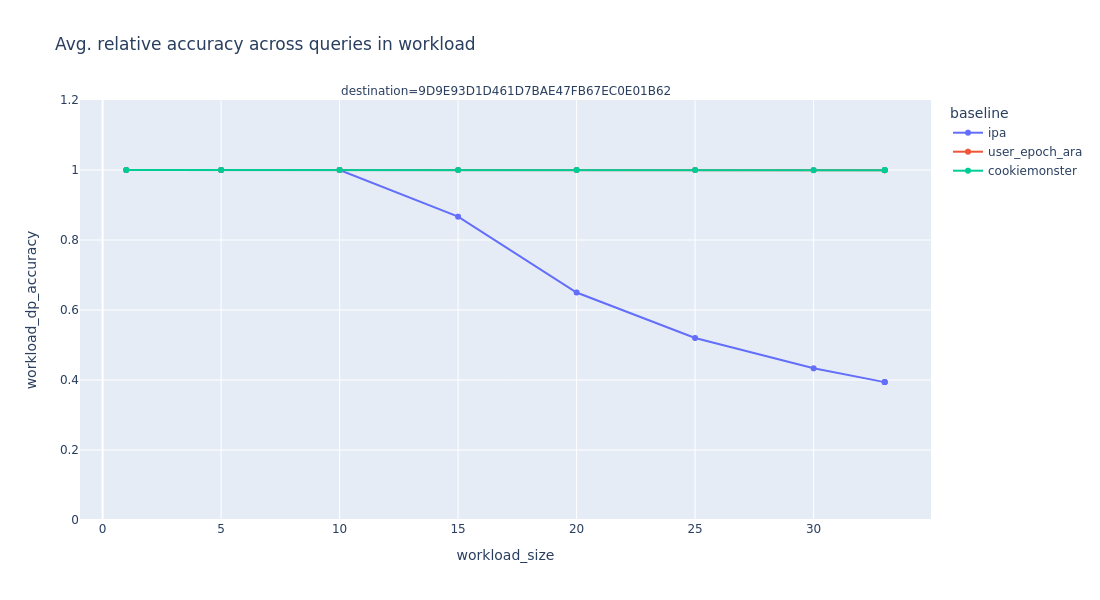 Avg. relative accuracy across queries in workload
destination=9D9E93D1D461D7BAE47FB67EC0E01B62
baseline
ipa
user_epoch_ara
cookiemonster
workload_dp_accuracy
1.2
1
0.8
0.6
0.4
0.2
0
0 5 10 15 20 25 30
workload_size